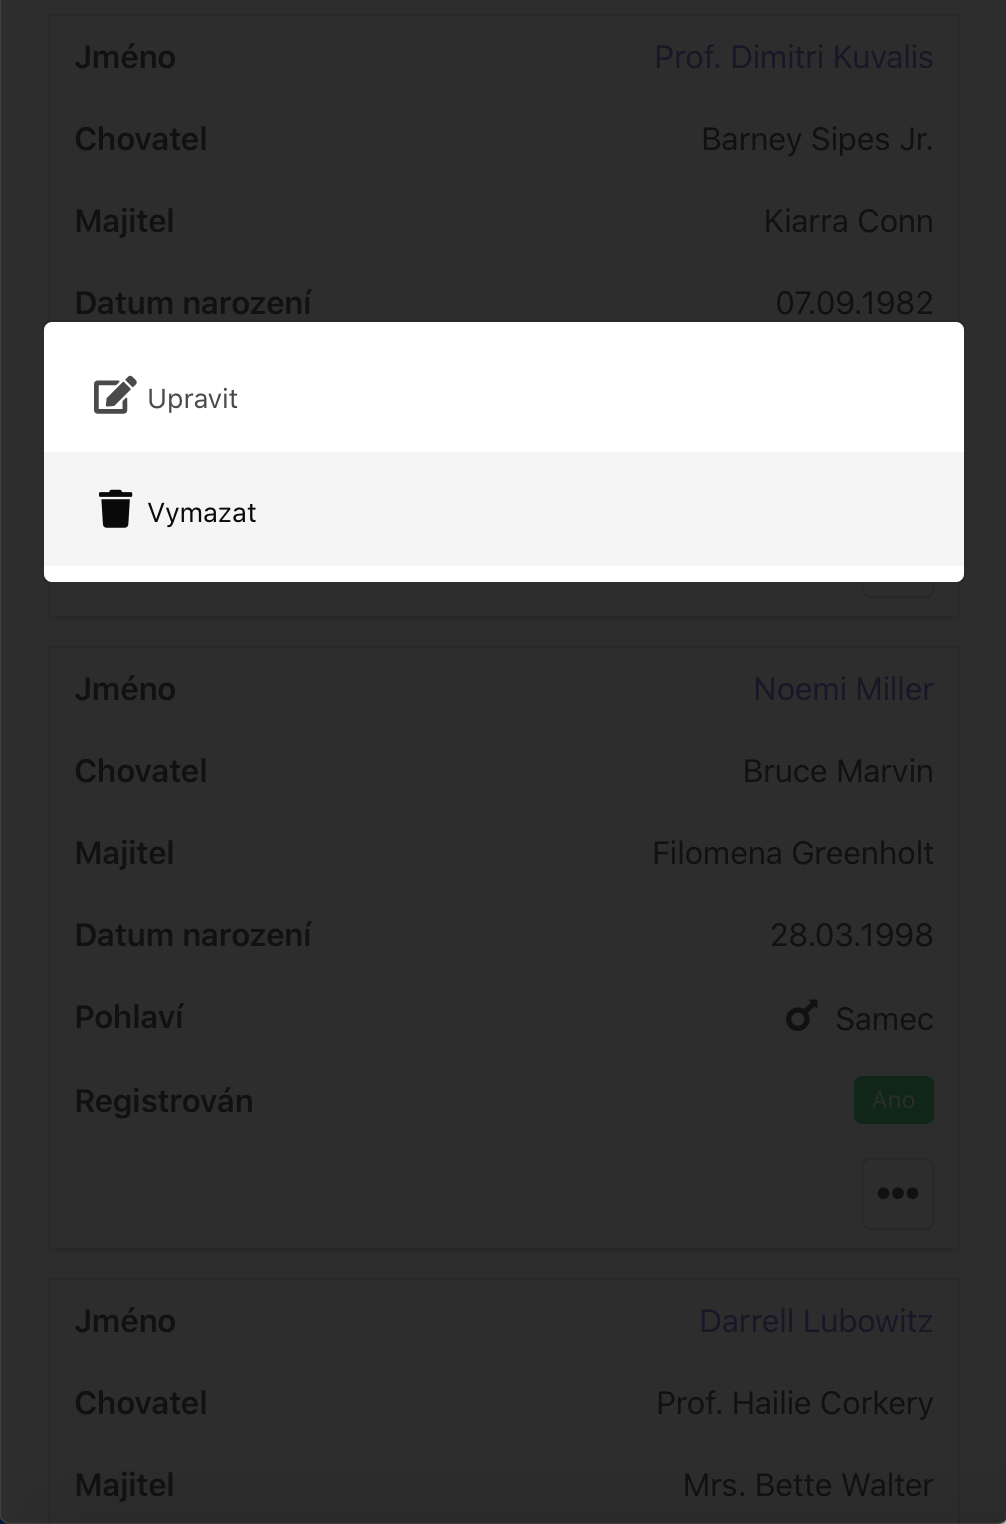 Jméno Prof. Dimitri Kuvalis
Chovatel Barney Sipes Jr.
Majitel Kiarra Conn
Datum narození 07.09.1982
Upravit
Vymazat
Jméno Noemi Miller
Chovatel Bruce Marvin
Majitel Filomena Greenholt
Datum narození 28.03.1998
Pohlaví Samec
Registrován Ano
Jméno Darrell Lubowitz
Chovatel Prof. Hailie Corkery
Majitel Mrs. Bette Walter